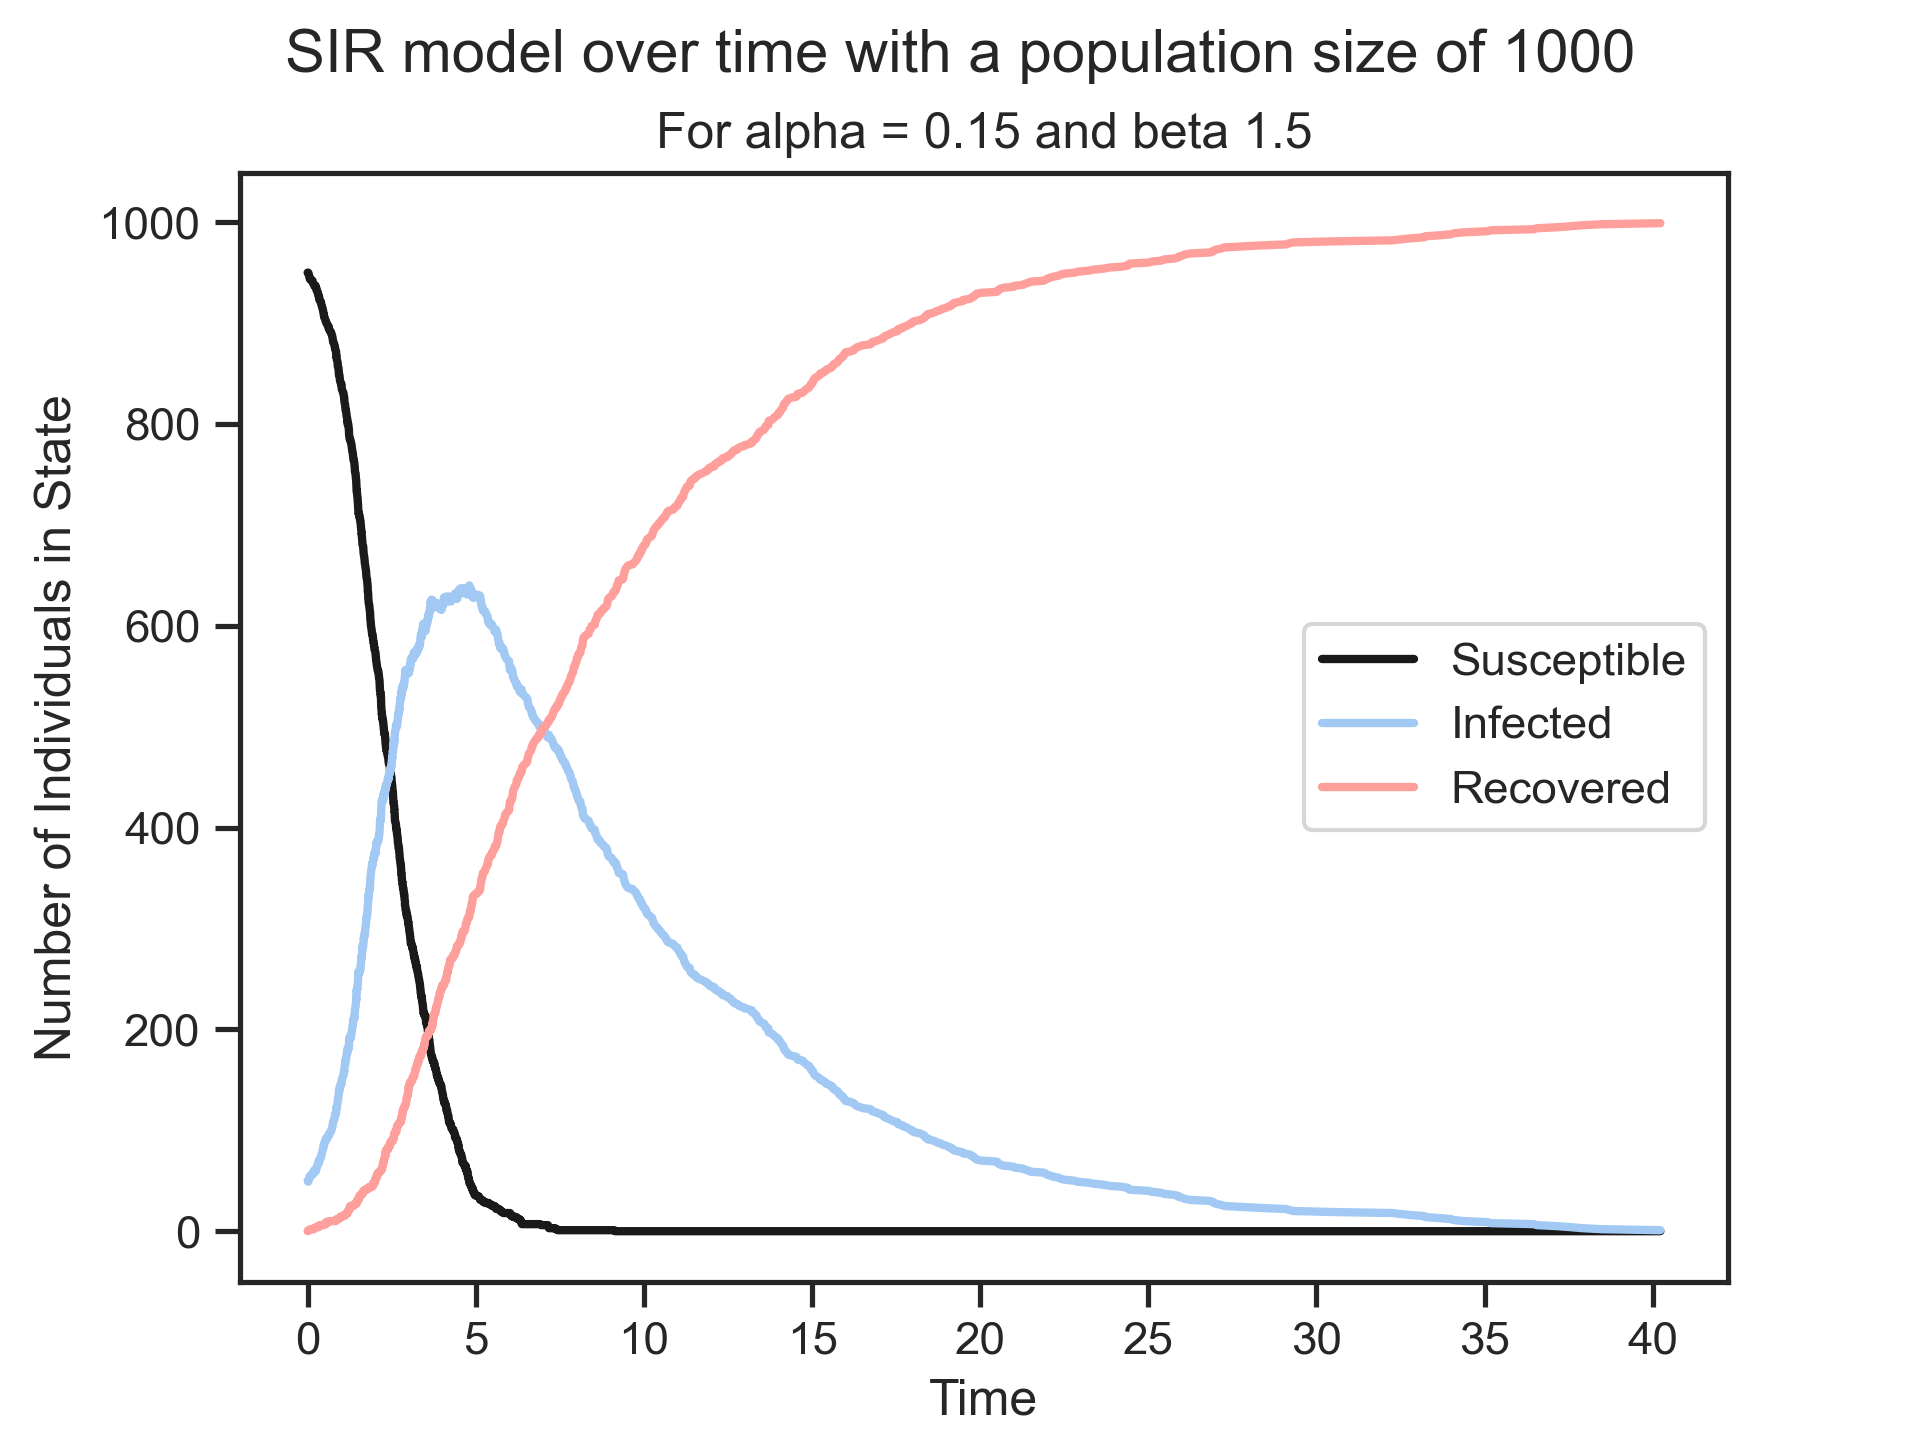 SIR model over time with a population size of 1000
For alpha = 0.15 and beta 1.5
Number of Individuals in State
1000
800
600
400
200
0
Susceptible
Infected
Recovered
0 5 10 15 20 25 30 35 40
Time